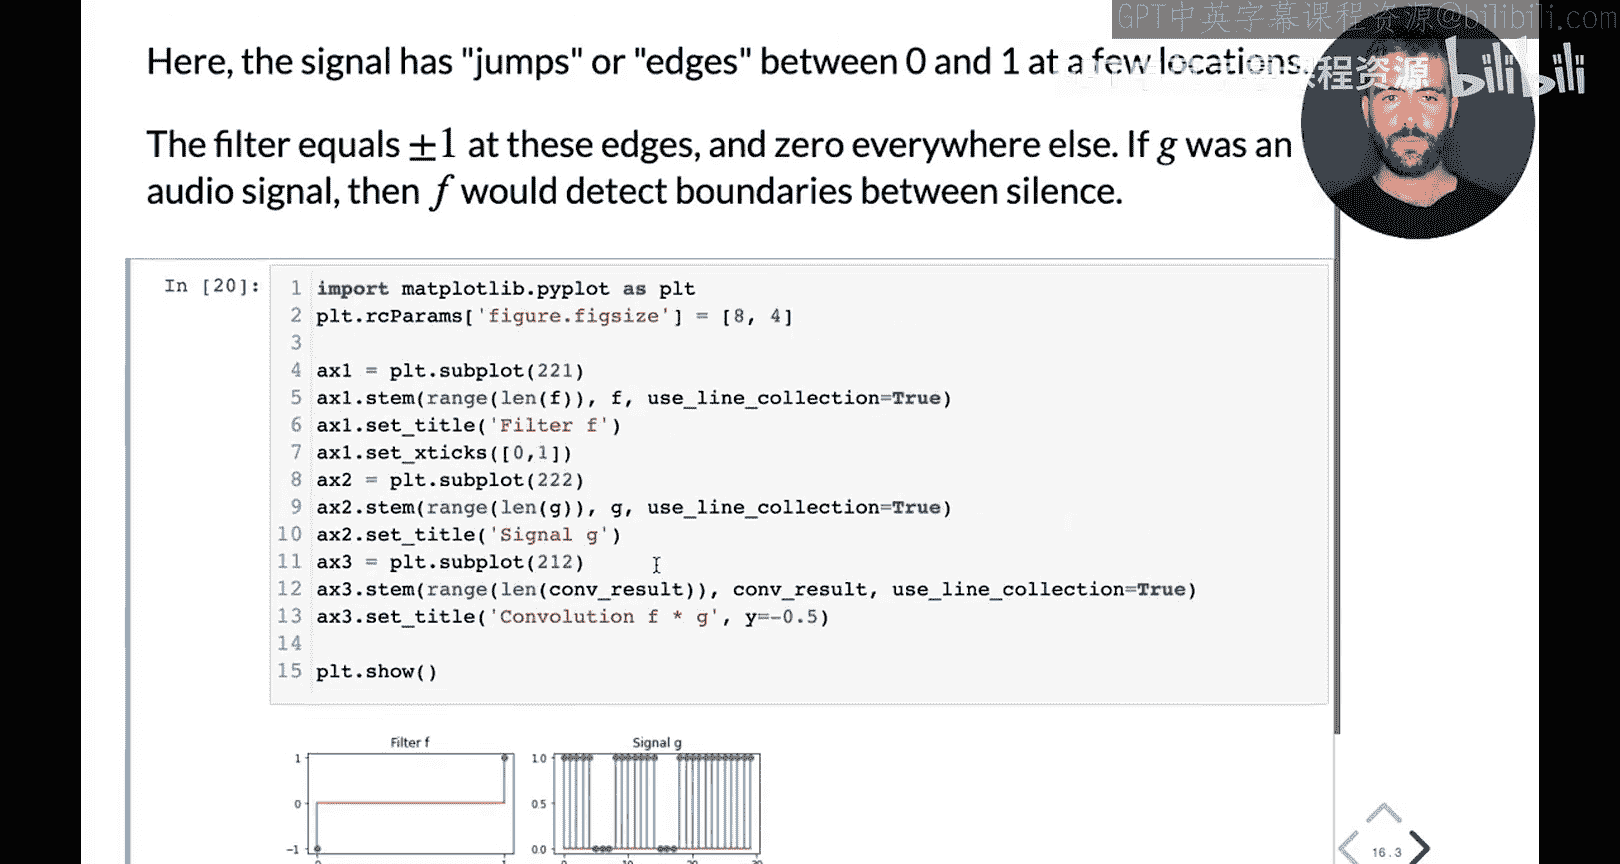 GPT中英字幕课程资源@bilibili.com
Here, the signal has "jumps" or "edges" between 0 and 1 at a few locations.
程资源 bilibili
The filter equals ±1 at these edges, and zero everywhere else. If g was an
audio signal, then f would detect boundaries between silence.
In [20]:
1 import matplotlib.pyplot as plt
2 plt.rcParams['figure.figsize'] = [8, 4]
3
4 ax1 = plt.subplot(221)
5 ax1.stem(range(len(f)), f, use_line_collection=True)
6 ax1.set_title('Filter f')
7 ax1.set_xticks([0,1])
8 ax2 = plt.subplot(222)
9 ax2.stem(range(len(g)), g, use_line_collection=True)
10 ax2.set_title('Signal g')
11 ax3 = plt.subplot(212)
12 ax3.stem(range(len(conv_result)), conv_result, use_line_collection=True)
13 ax3.set_title('Convolution f * g', y=-0.5)
14
15 plt.show()
Filter f
Signal g
1
0
-1
1.0
0.5
0.0
16.3